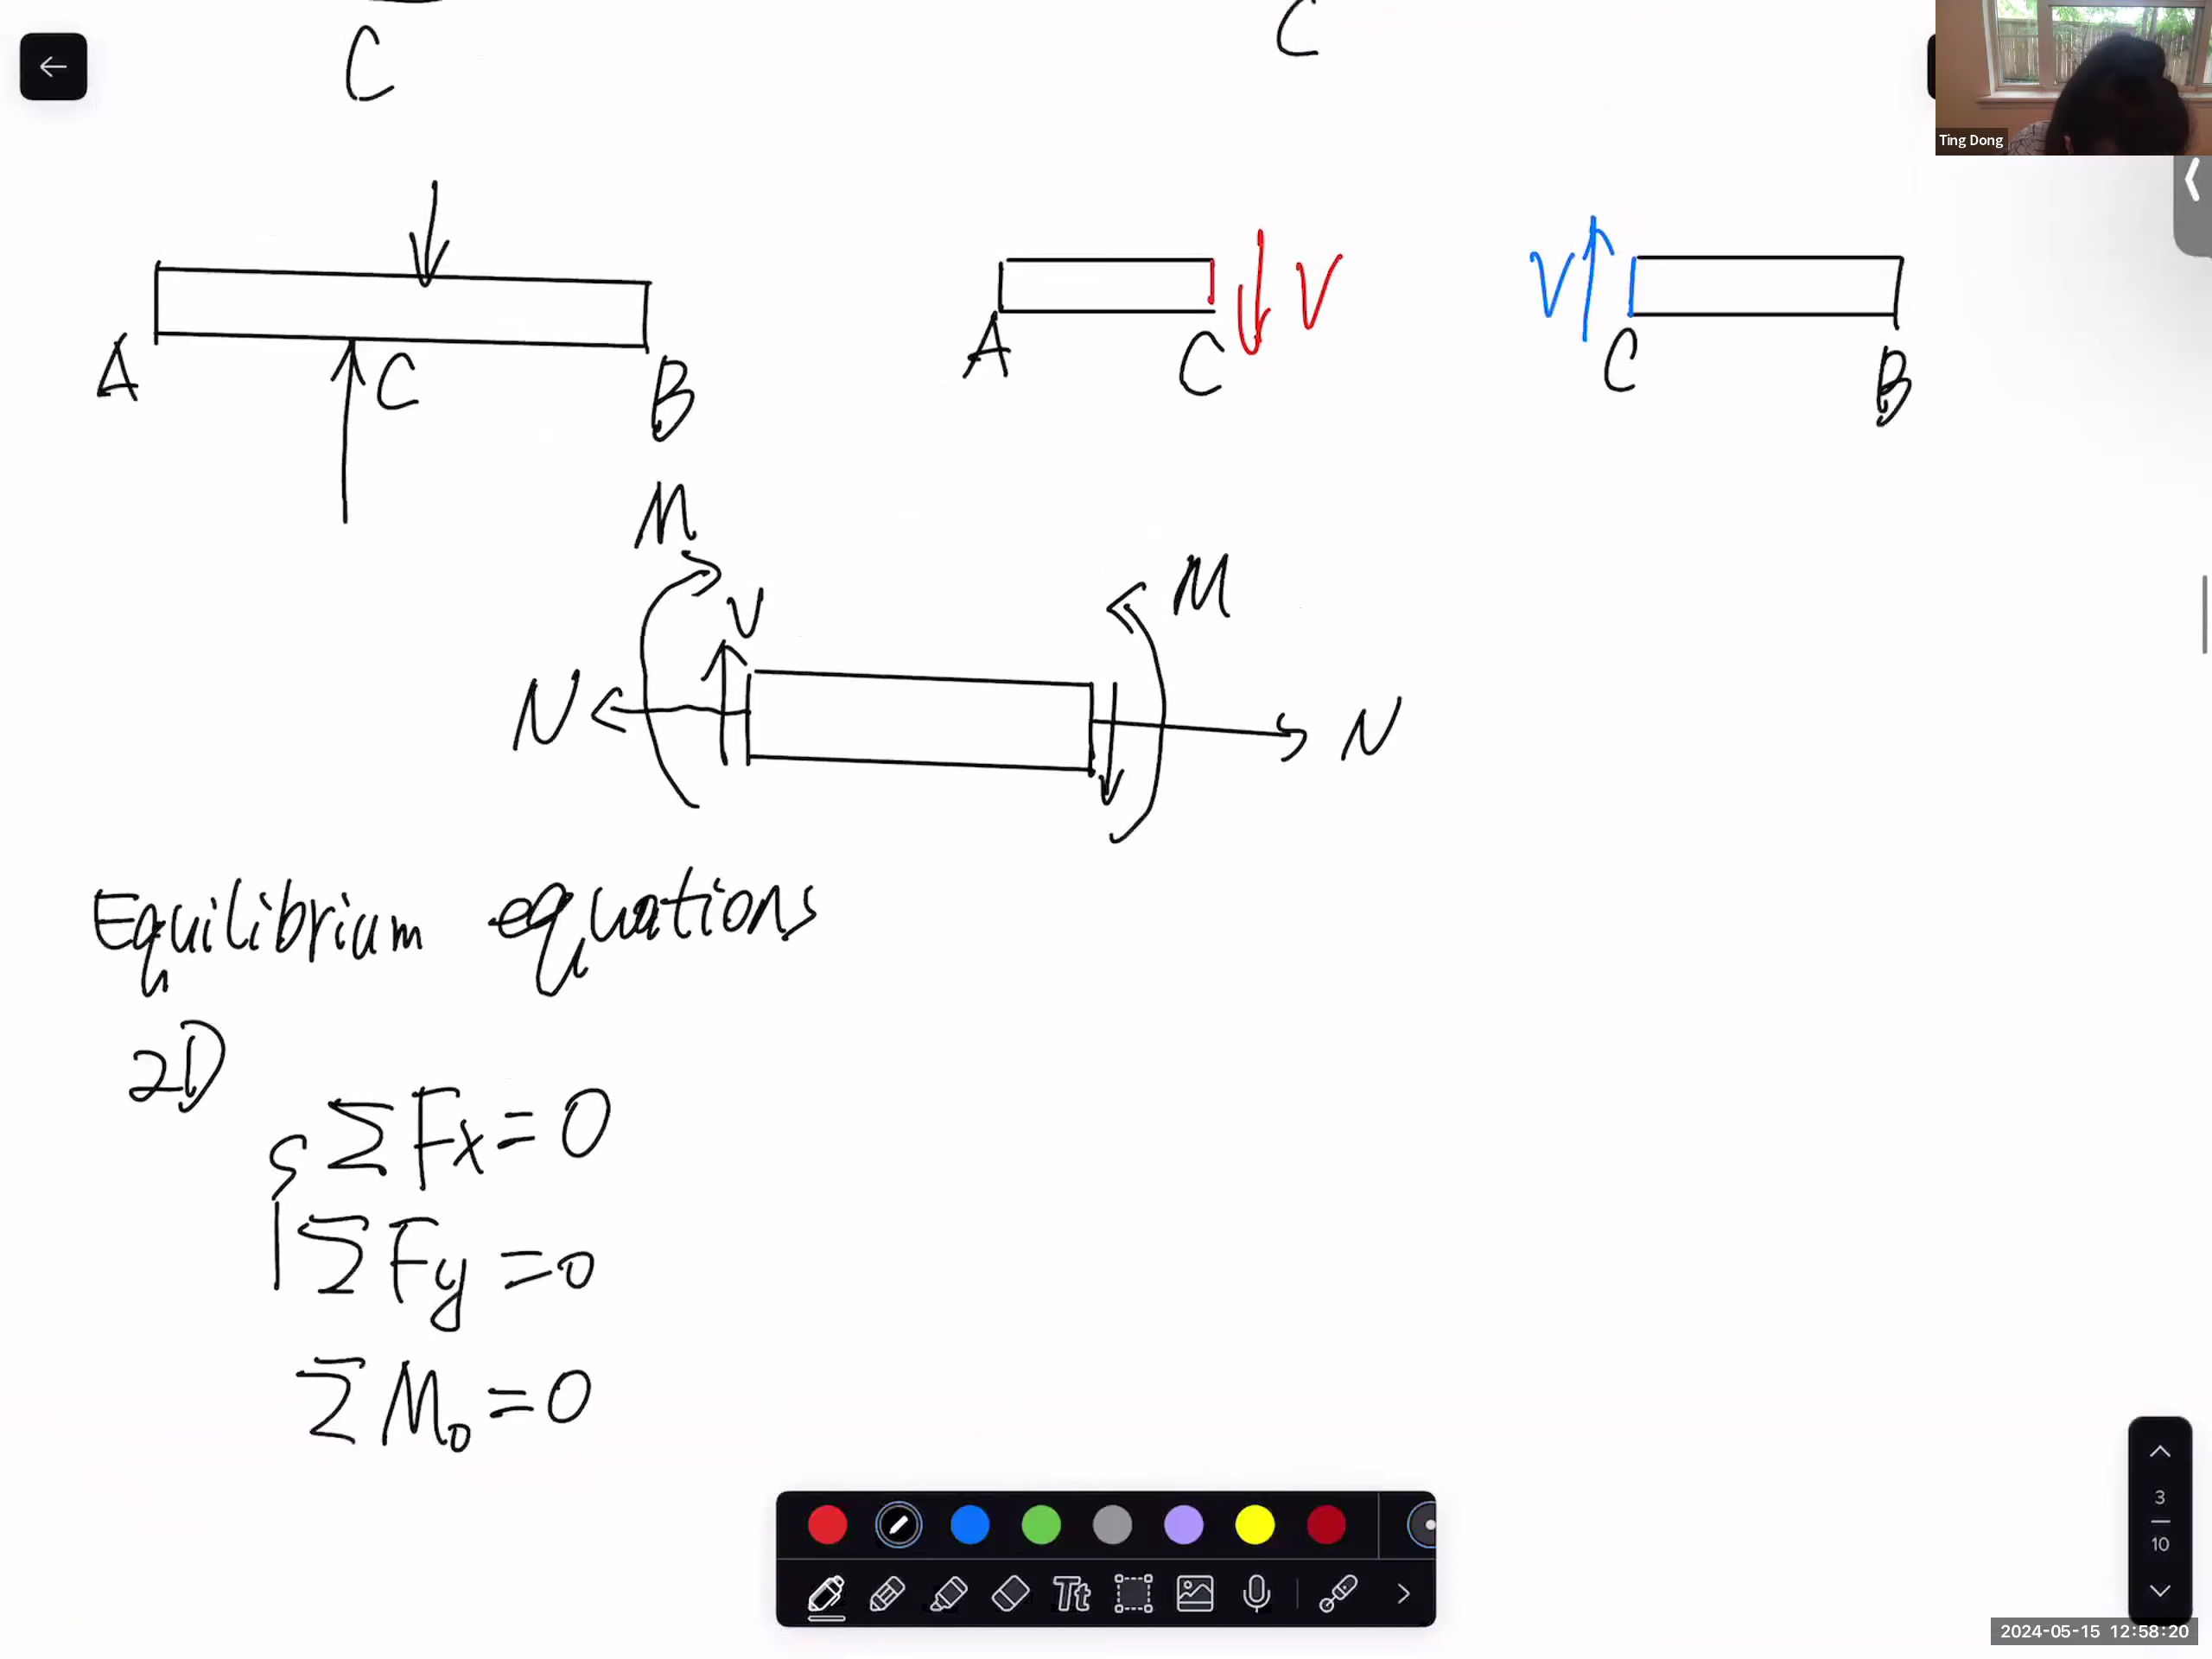 C
C
Ting Dong
A
C
B
A
C
V
V
C
B
M
V
M
N
N
Equilibrium equations
2D
ΣFx=0
ΣFy=0
ΣM₀=0
Tt
3
10
2024-05-15 12:58:20